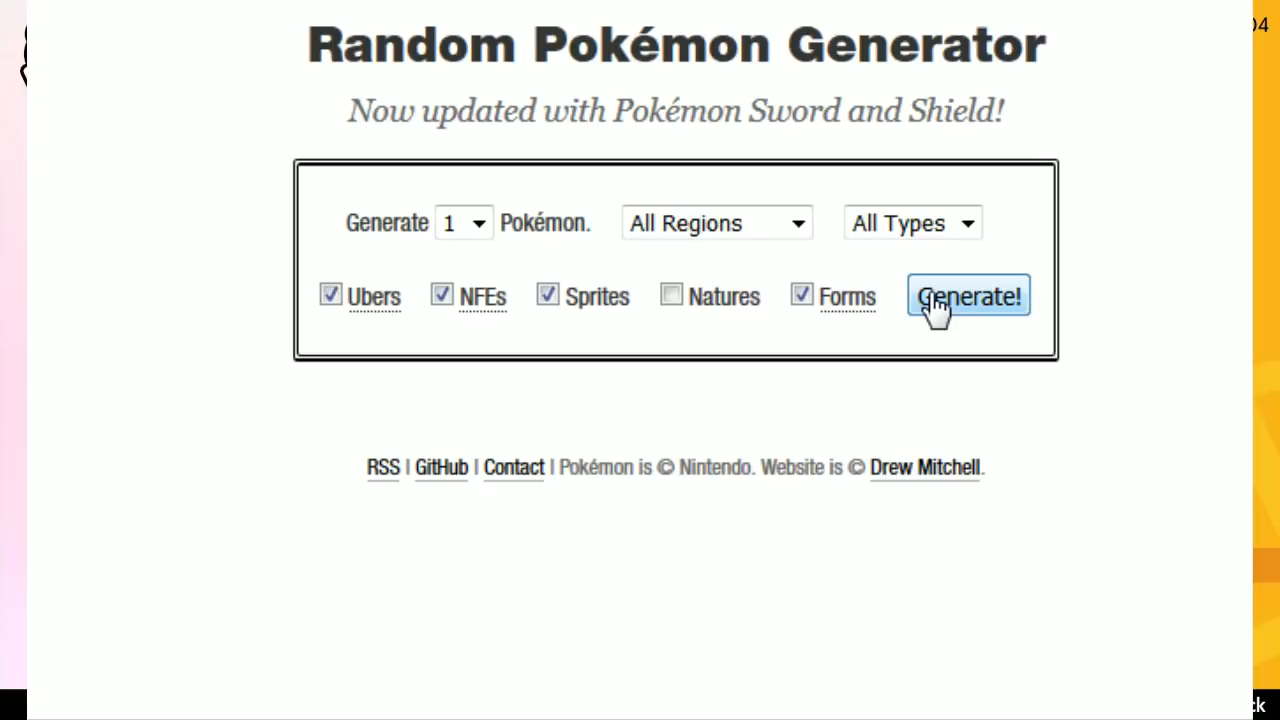 Random Pokémon Generator
Now updated with Pokémon Sword and Shield!
Generate 1 Pokémon. All Regions All Types
Ubers NFEs Sprites Natures Forms Generate!
RSS | GitHub | Contact | Pokémon is © Nintendo. Website is © Drew Mitchell.